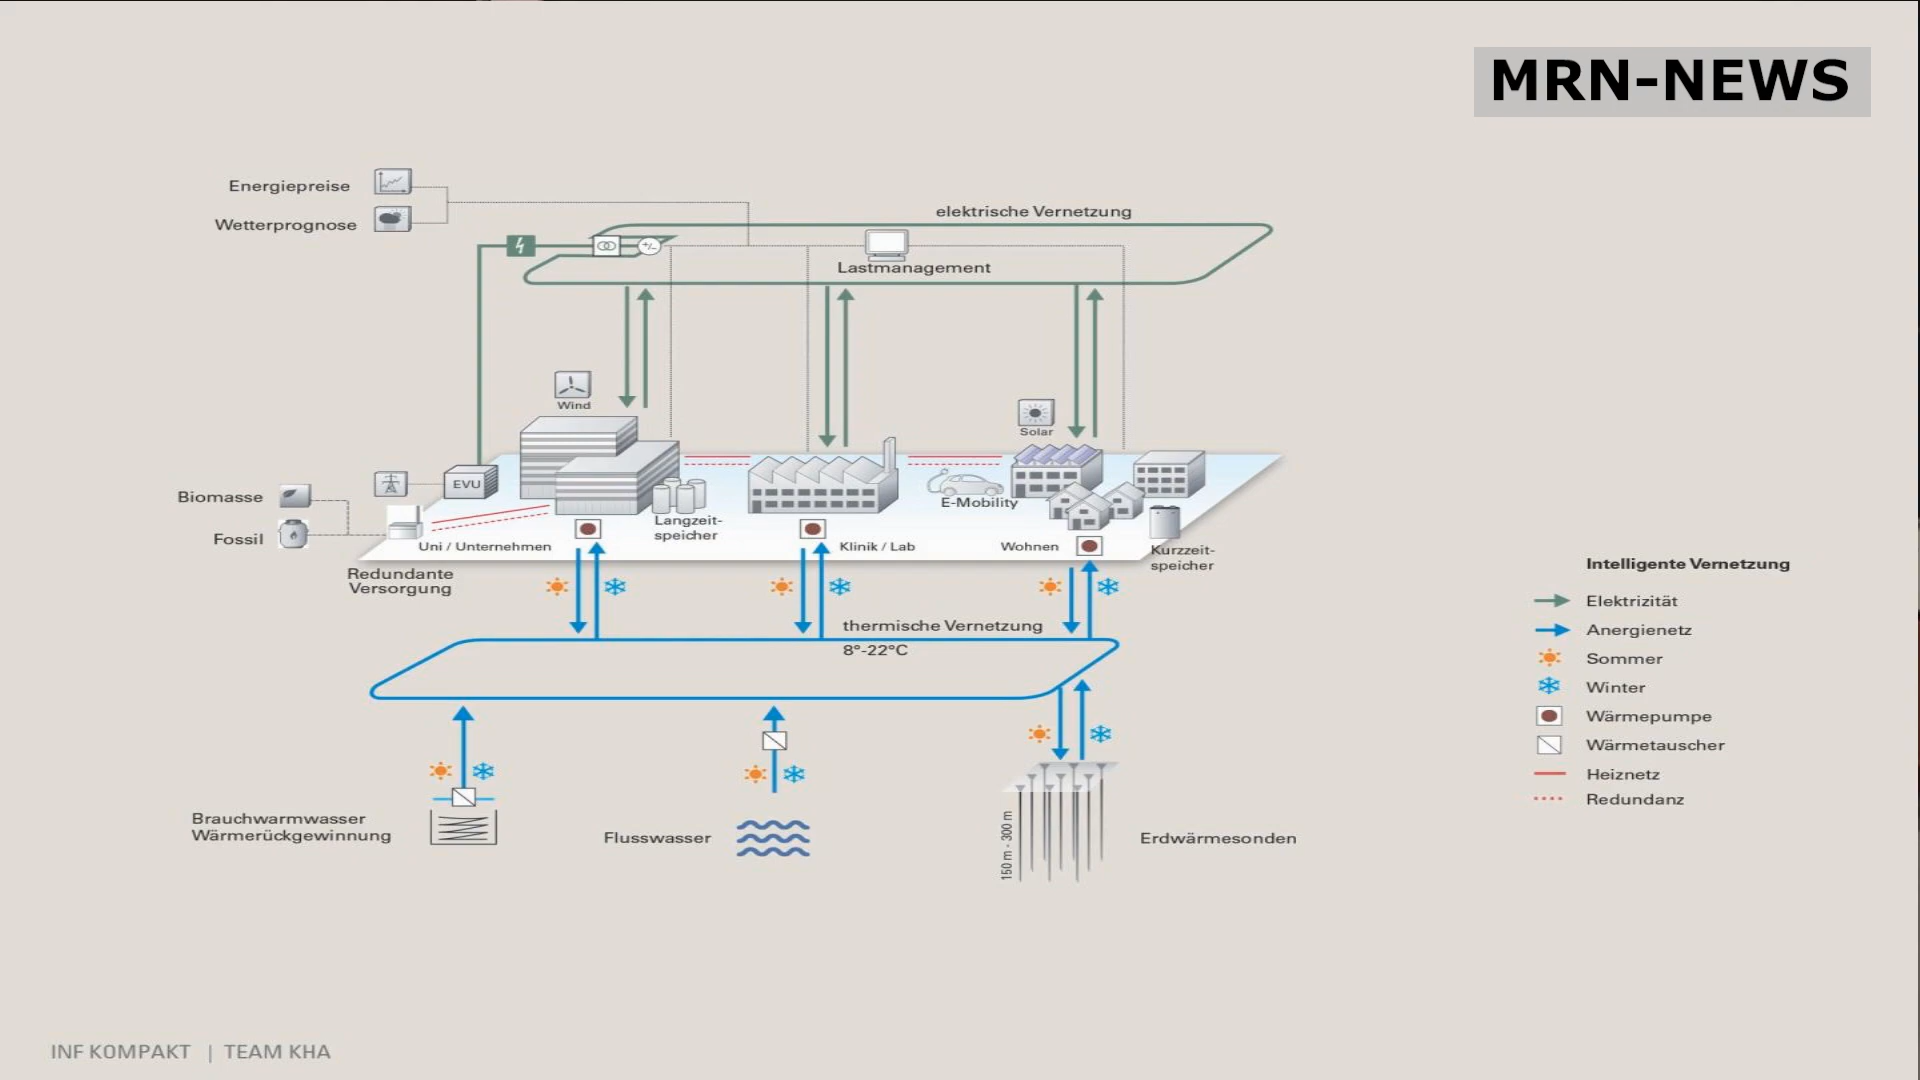 MRN-NEWS
Energiepreise
Wetterprognose
elektrische Vernetzung
+/-
Lastmanagement
Wind
Solar
EVU
Biomasse
Fossil
E-Mobility
Langzeit-
speicher
Uni / Unternehmen
Klinik / Lab
Wohnen
Kurzzeit-
speicher
Redundante
Versorgung
thermische Vernetzung
8°-22°C
Brauchwarmwasser
Wärmerückgewinnung
Flusswasser
150 m - 300 m
Erdwärmesonden
Intelligente Vernetzung
Elektrizität
Anergienetz
Sommer
Winter
Wärmepumpe
Wärmetauscher
Heiznetz
Redundanz
INF KOMPAKT | TEAM KHA